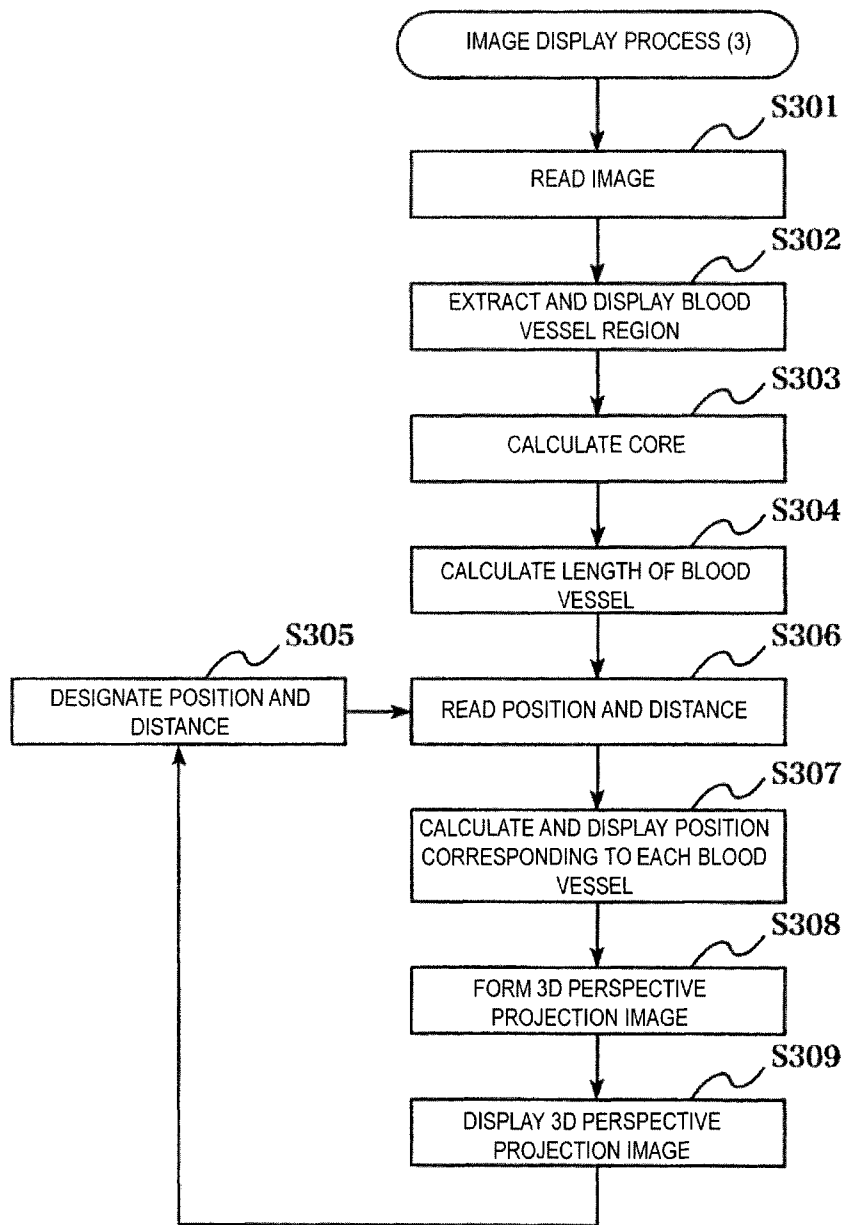 IMAGE DISPLAY PROCESS (3)
S301
READ IMAGE
S302
EXTRACT AND DISPLAY BLOOD
VESSEL REGION
S303
CALCULATE CORE
S304
CALCULATE LENGTH OF BLOOD
VESSEL
S305
DESIGNATE POSITION AND
DISTANCE
S306
READ POSITION AND DISTANCE
S307
CALCULATE AND DISPLAY POSITION
CORRESPONDING TO EACH BLOOD
VESSEL
S308
FORM 3D PERSPECTIVE
PROJECTION IMAGE
S309
DISPLAY 3D PERSPECTIVE
PROJECTION IMAGE